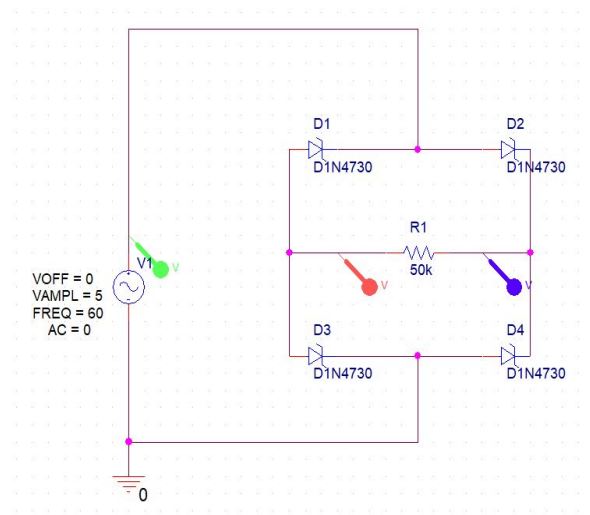 D1
D2
D1N4730
D1N4730
R1
V1
V
50k
V
V
VOFF = 0
VAMPL = 5
FREQ = 60
AC = 0
D3
D4
D1N4730
D1N4730
0